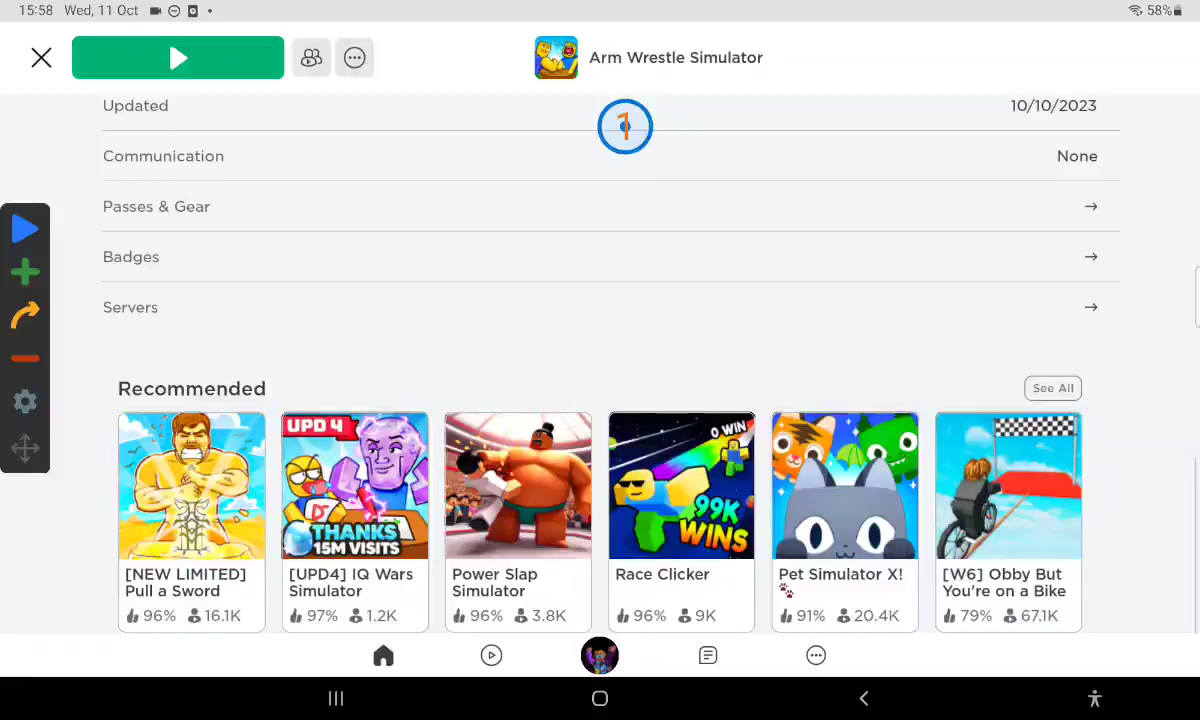 15:58 Wed, 11 Oct
58%
Arm Wrestle Simulator
Updated 10/10/2023
1
Communication None
Passes & Gear
Badges
Servers
Recommended
See All
UPD 4
THANKS
15M VISITS
0 WIN
99K
WINS
[NEW LIMITED]
Pull a Sword
96% 16.1K
[UPD4] IQ Wars
Simulator
97% 1.2K
Power Slap
Simulator
96% 3.8K
Race Clicker
96% 9K
Pet Simulator X!
91% 20.4K
[W6] Obby But
You're on a Bike
79% 67.1K